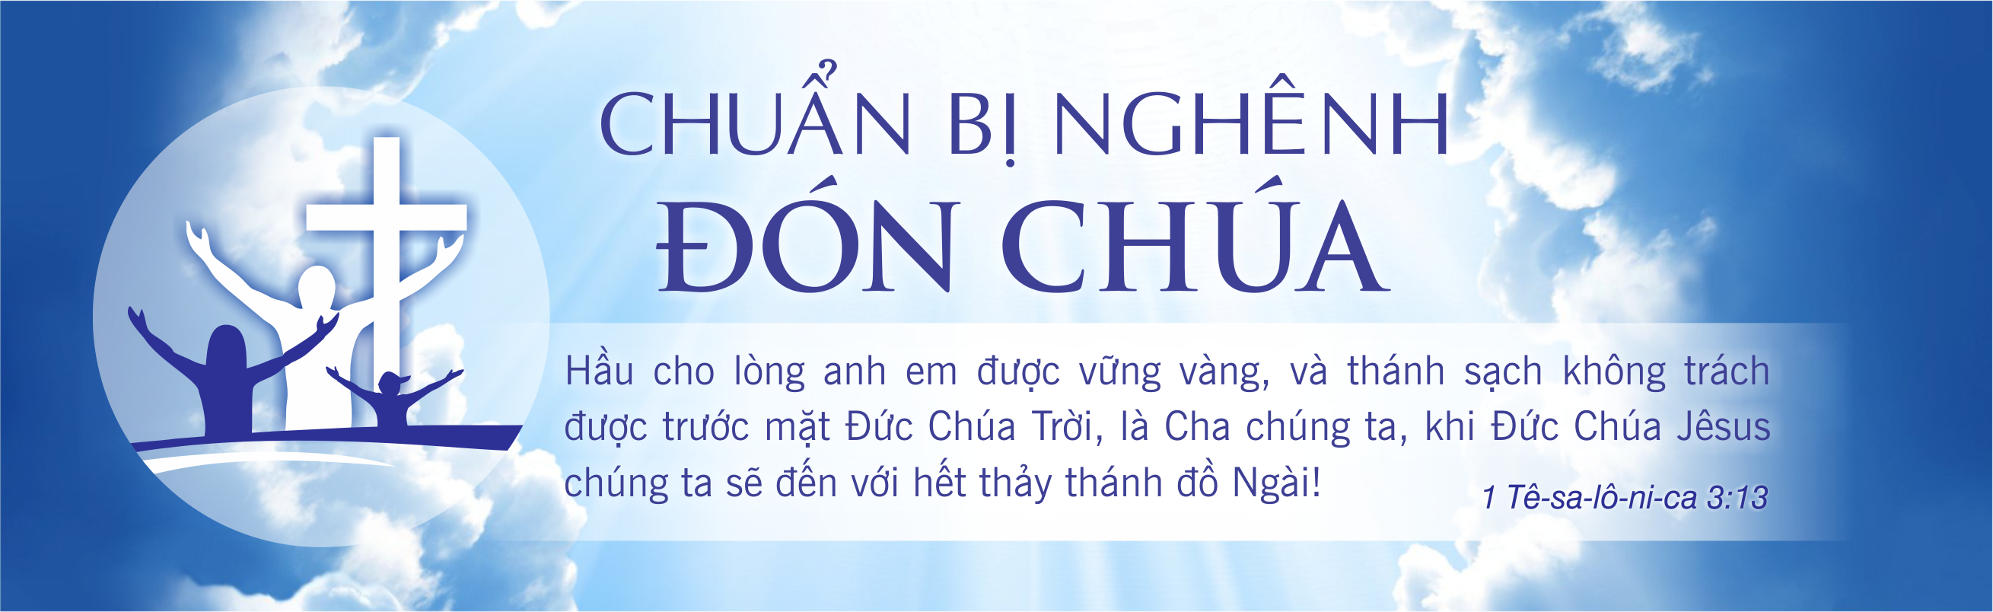 CHUẨN BỊ NGHÊNH
ĐÓN CHÚA
Hầu cho lòng anh em được vững vàng, và thánh sạch không trách
được trước mặt Đức Chúa Trời, là Cha chúng ta, khi Đức Chúa Jêsus
chúng ta sẽ đến với hết thảy thánh đồ Ngài!
1 Tê-sa-lô-ni-ca 3:13